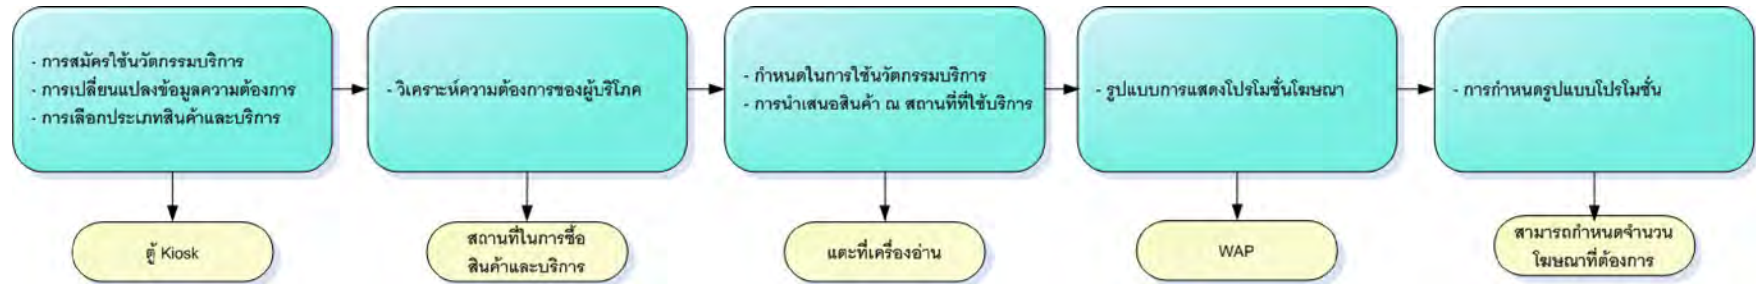 - การสมัครใช้นวัตกรรมบริการ
- การเปลี่ยนแปลงข้อมูลความต้องการ
- การเลือกประเภทสินค้าและบริการ
- วิเคราะห์ความต้องการของผู้บริโภค
- กำหนดในการใช้นวัตกรรมบริการ
- การนำเสนอสินค้า ณ สถานที่ที่ใช้บริการ
- รูปแบบการแสดงโปรโมชั่นโฆษณา
- การกำหนดรูปแบบโปรโมชั่น
ตู้ Kiosk
สถานที่ในการซื้อ
สินค้าและบริการ
แตะที่เครื่องอ่าน
WAP
สามารถกำหนดจำนวน
โฆษณาที่ต้องการ